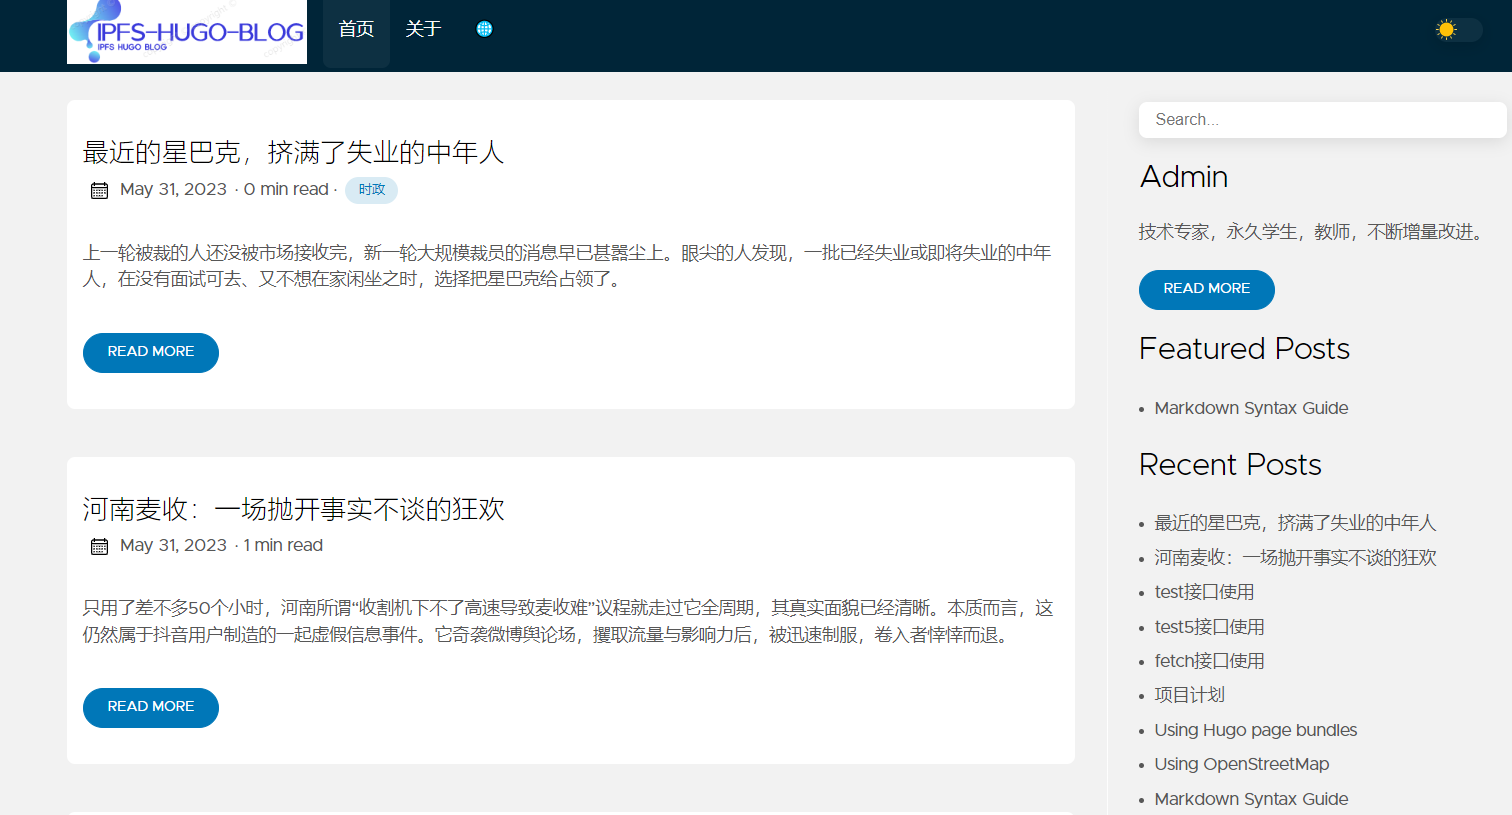 IPFS-HUGO-BLOG
IPFS HUGO BLOG
首页
关于
最近的星巴克，挤满了失业的中年人
May 31, 2023 · 0 min read · 时政
上一轮被裁的人还没被市场接收完，新一轮大规模裁员的消息早已甚嚣尘上。眼尖的人发现，一批已经失业或即将失业的中年
人，在没有面试可去、又不想在家闲坐之时，选择把星巴克给占领了。
READ MORE
河南麦收：一场抛开事实不谈的狂欢
May 31, 2023 · 1 min read
只用了差不多50个小时，河南所谓“收割机下不了高速导致麦收难”议程就走过它全周期，其真实面貌已经清晰。本质而言，这
仍然属于抖音用户制造的一起虚假信息事件。它奇袭微博舆论场，攫取流量与影响力后，被迅速制服，卷入者悻悻而退。
READ MORE
Search...
Admin
技术专家，永久学生，教师，不断增量改进。
READ MORE
Featured Posts
Markdown Syntax Guide
Recent Posts
最近的星巴克，挤满了失业的中年人
河南麦收：一场抛开事实不谈的狂欢
test接口使用
test5接口使用
fetch接口使用
项目计划
Using Hugo page bundles
Using OpenStreetMap
Markdown Syntax Guide